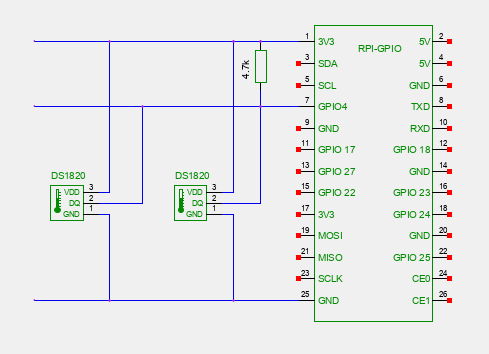 1 3V3 RPI-GPIO 5V 2
3 SDA 5V 4
4.7k
5 SCL GND 6
7 GPIO4 TXD 8
9 GND RXD 10
11 GPIO 17 GPIO 18 12
13 GPIO 27 GND 14
15 GPIO 22 GPIO 23 16
17 3V3 GPIO 24 18
19 MOSI GND 20
21 MISO GPIO 25 22
23 SCLK CE0 24
25 GND CE1 26
DS1820
VDD 3
DQ 2
GND 1
DS1820
VDD 3
DQ 2
GND 1